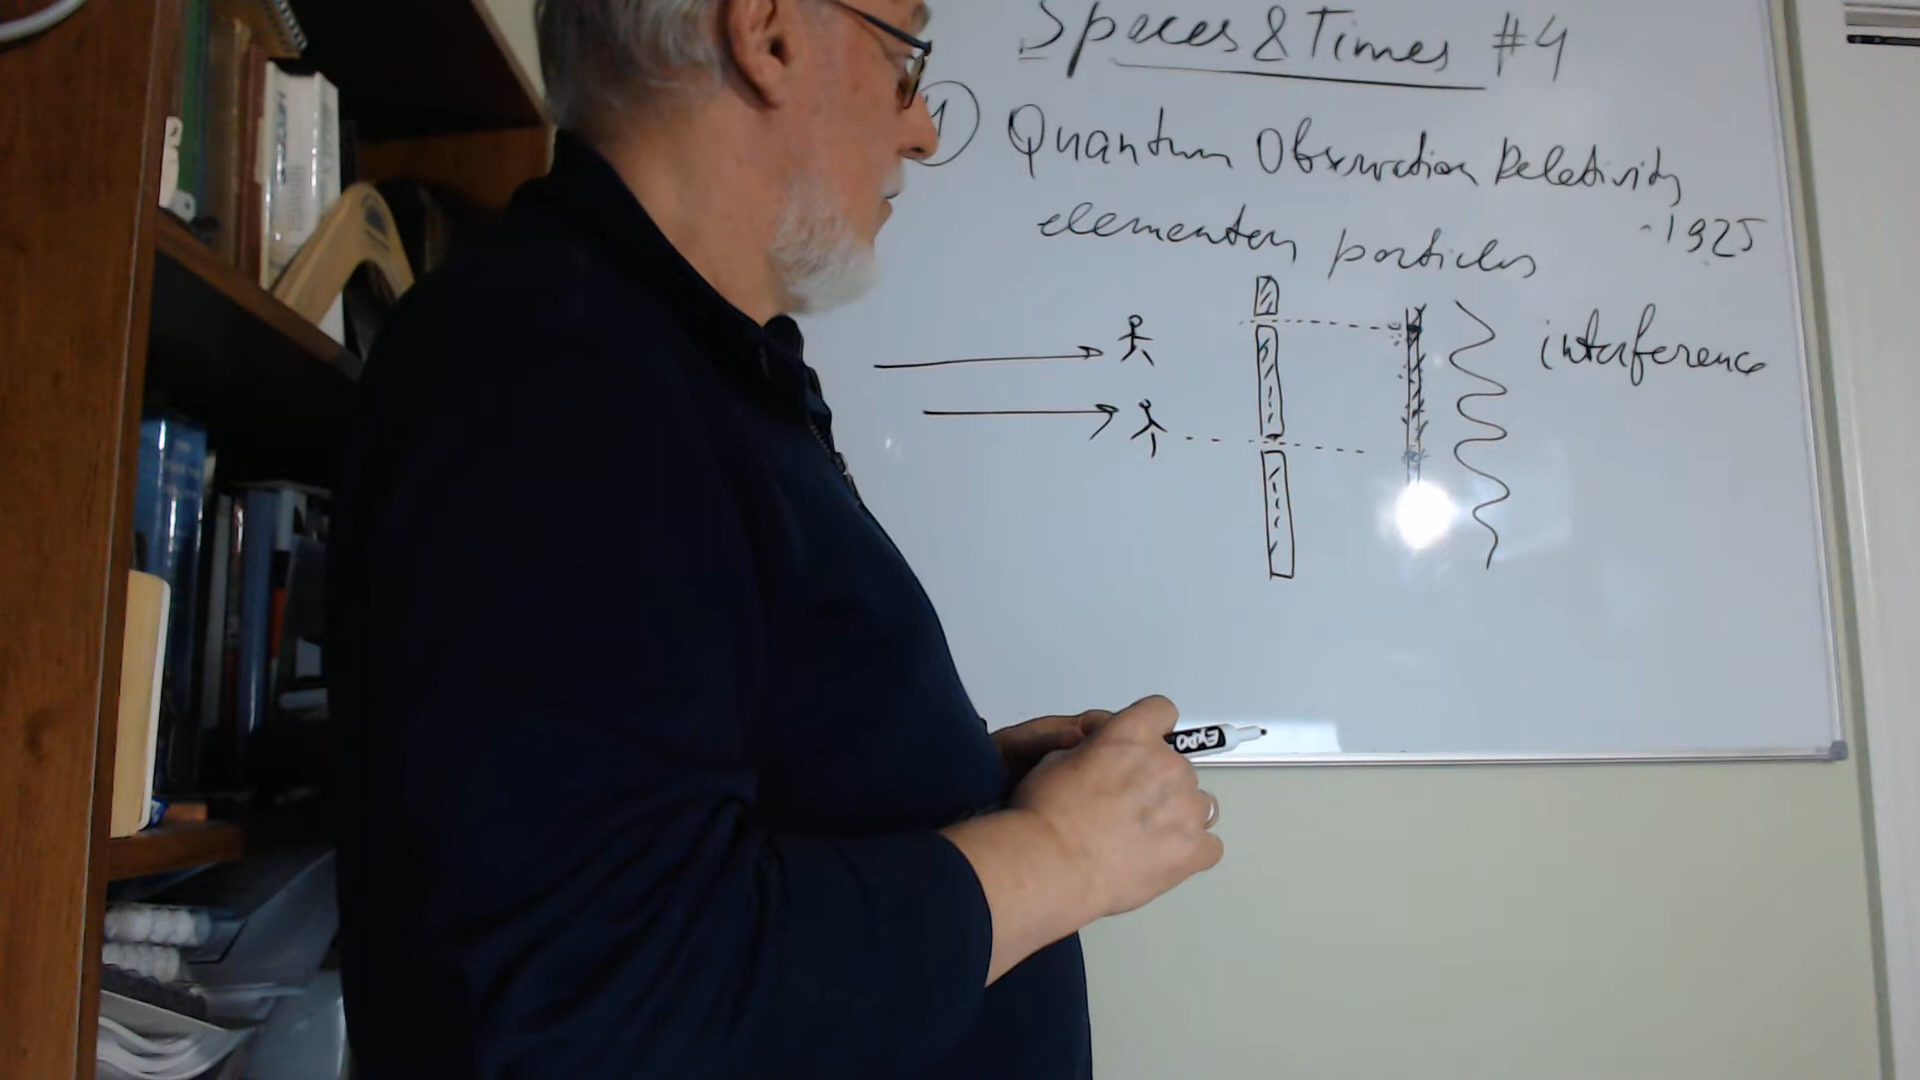 Spaces & Times #4
1 Quantum Observation Relativity
~1925
elementary particles
interference
EXPO